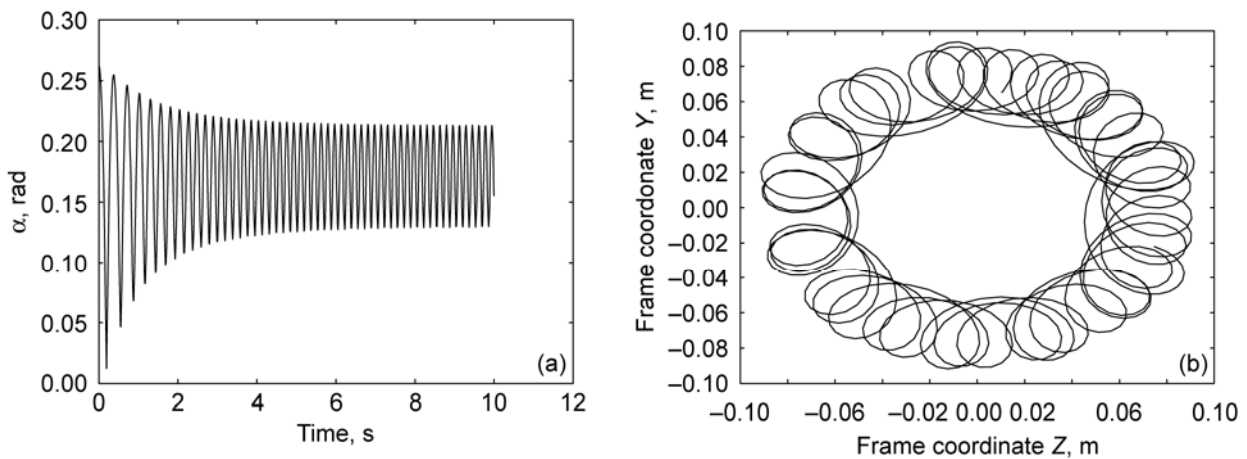 0.30
0.25
0.20
0.15
0.10
0.05
0.00
α, rad
0 2 4 6 8 10 12
Time, s
(a)
0.10
0.08
0.06
0.04
0.02
0.00
−0.02
−0.04
−0.06
−0.08
−0.10
Frame coordonate Y, m
−0.10 −0.06 −0.02 0.00 0.02 0.06 0.10
Frame coordinate Z, m
(b)